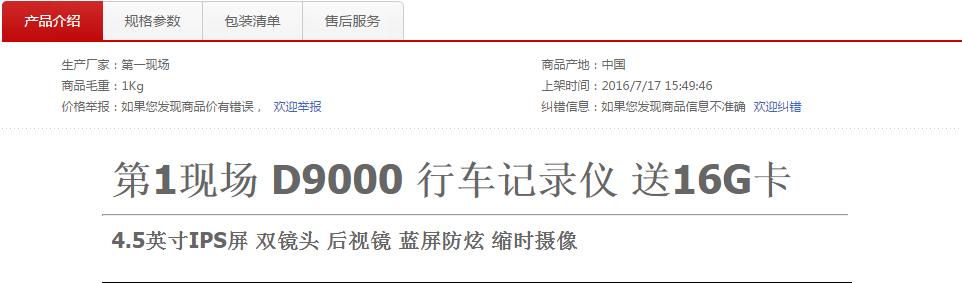 产品介绍 规格参数 包装清单 售后服务
生产厂家：第一现场 商品产地：中国
商品毛重：1Kg 上架时间：2016/7/17 15:49:46
价格举报：如果您发现商品价有错误， 欢迎举报 纠错信息：如果您发现商品信息不准确 欢迎纠错
第1现场 D9000 行车记录仪 送16G卡
4.5英寸IPS屏 双镜头 后视镜 蓝屏防炫 缩时摄像